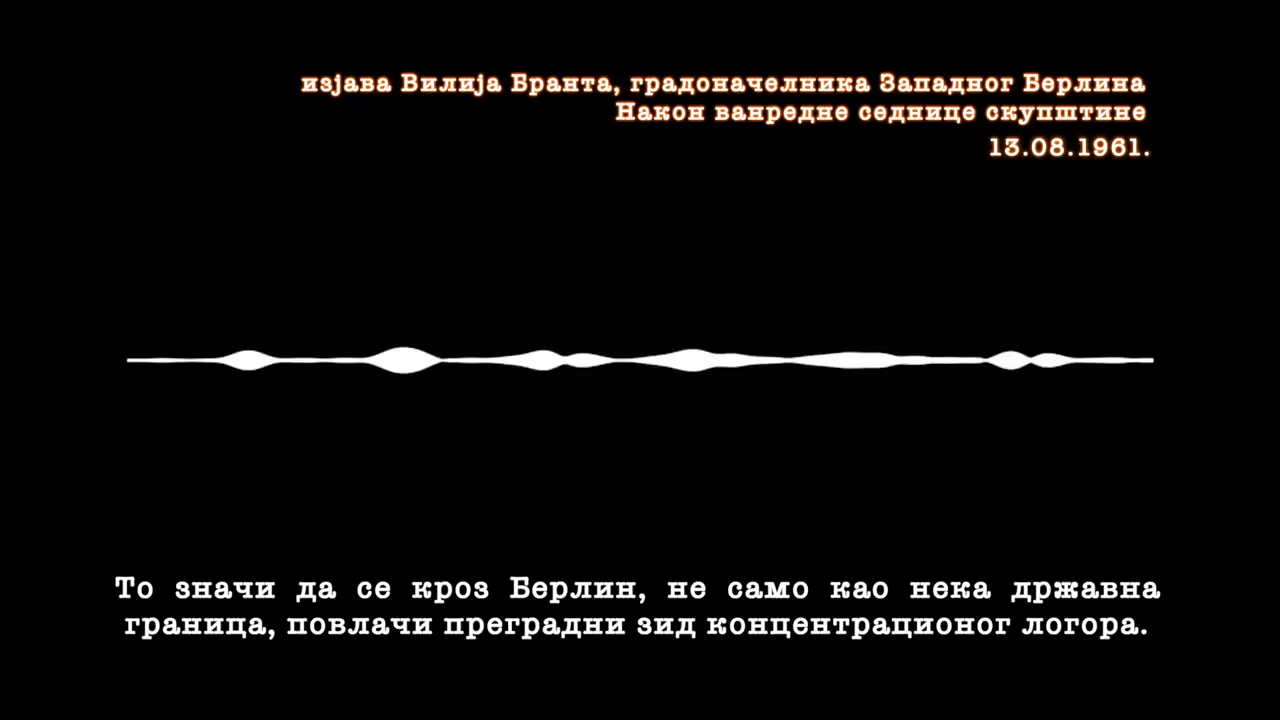 изјава Вилија Бранта, градоначелника Западног Берлина
Након ванредне седнице скупштине
13.08.1961.
То значи да се кроз Берлин, не само као нека државна
граница, повлачи преградни зид концентрационог логора.